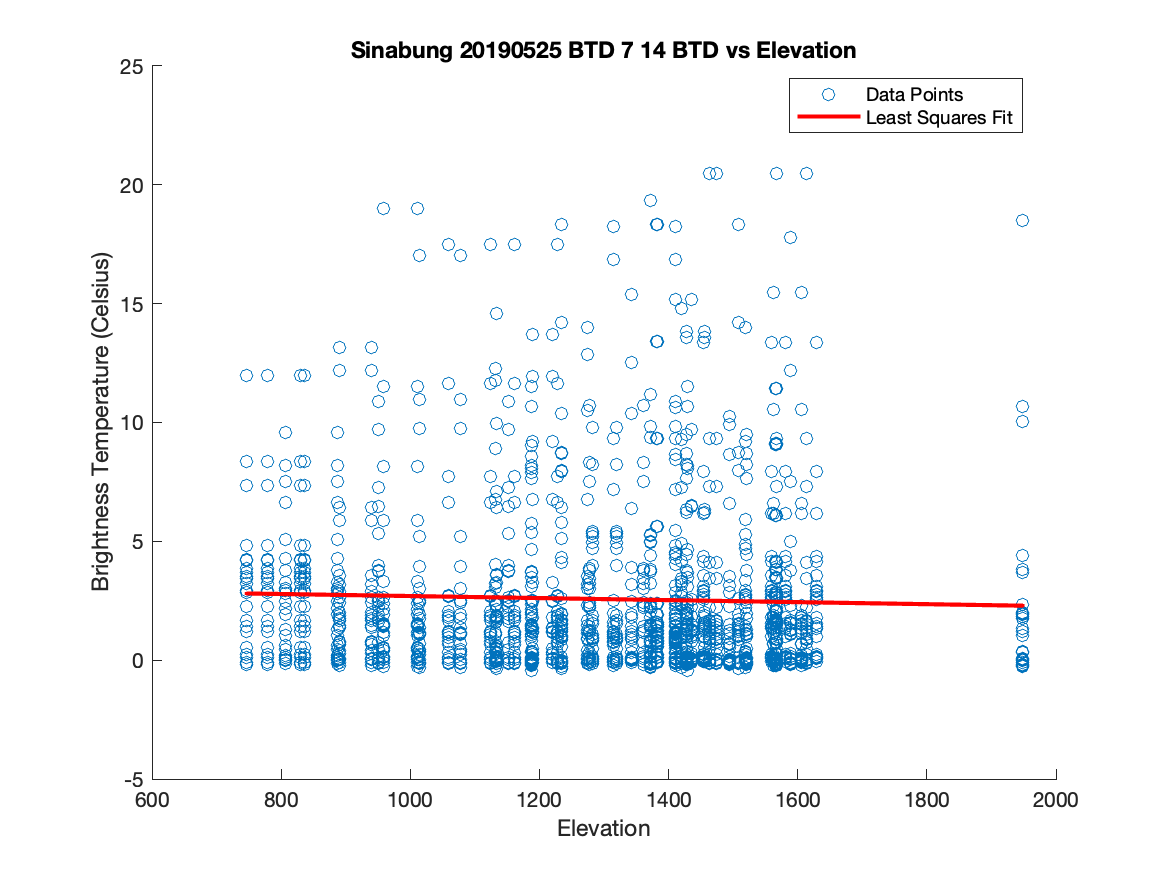 Sinabung 20190525 BTD 7 14 BTD vs Elevation
Data Points
Least Squares Fit
Brightness Temperature (Celsius)
25
20
15
10
5
0
-5
600 800 1000 1200 1400 1600 1800 2000
Elevation